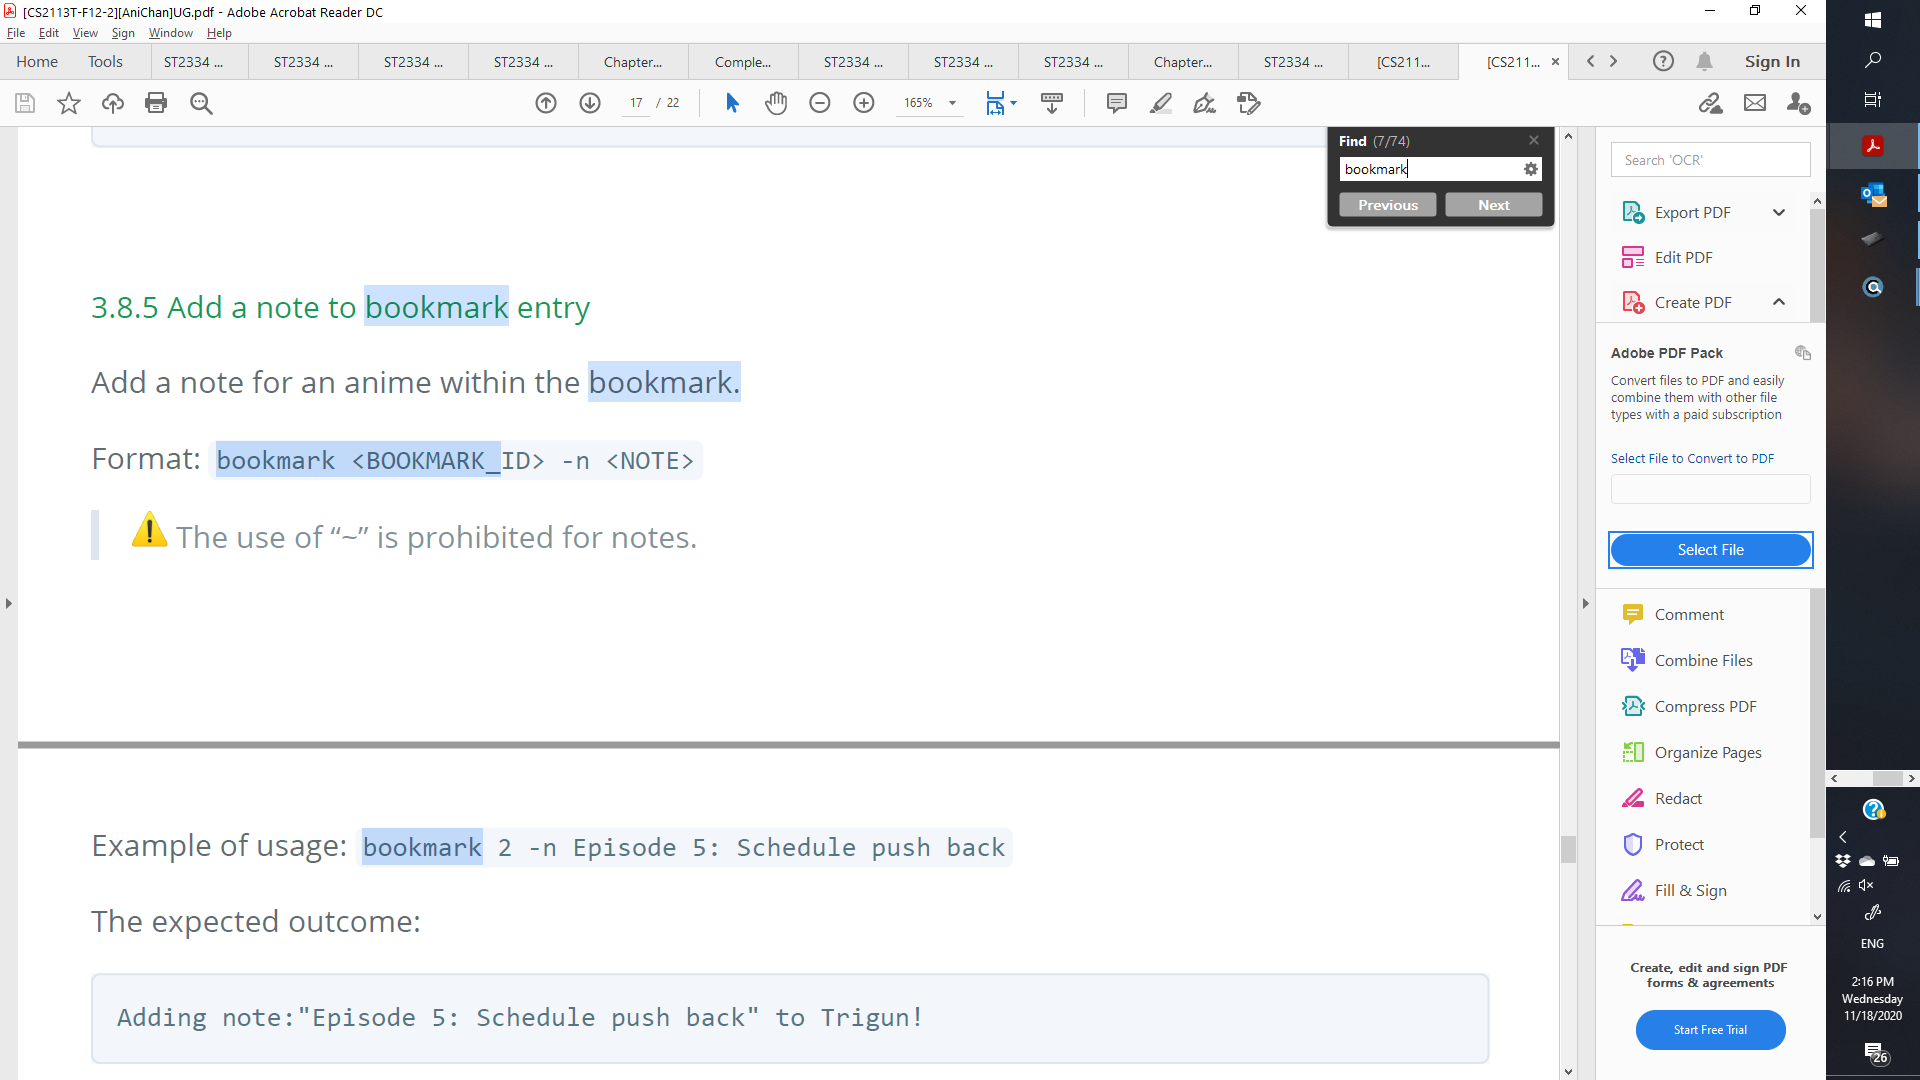 [CS2113T-F12-2][AniChan]UG.pdf - Adobe Acrobat Reader DC
File Edit View Sign Window Help
Home Tools ST2334 ... ST2334 ... ST2334 ... ST2334 ... Chapter... Comple... ST2334 ... ST2334 ... Chapter... ST2334 ... [CS211... [CS211... Sign In
17 / 22 165%
Find (7/74)
bookmark
Previous Next
3.8.5 Add a note to bookmark entry
Add a note for an anime within the bookmark.
Format: bookmark <BOOKMARK_ID> -n <NOTE>
The use of “~” is prohibited for notes.
Example of usage: bookmark 2 -n Episode 5: Schedule push back
The expected outcome:
Adding note:"Episode 5: Schedule push back" to Trigun!
Search 'OCR'
Export PDF
Edit PDF
Create PDF
Adobe PDF Pack
Convert files to PDF and easily
combine them with other file
types with a paid subscription
Select File to Convert to PDF
Select File
Comment
Combine Files
Compress PDF
Organize Pages
Redact
Protect
Fill & Sign
Create, edit and sign PDF
forms & agreements
Start Free Trial
ENG
2:16 PM
Wednesday
11/18/2020
26